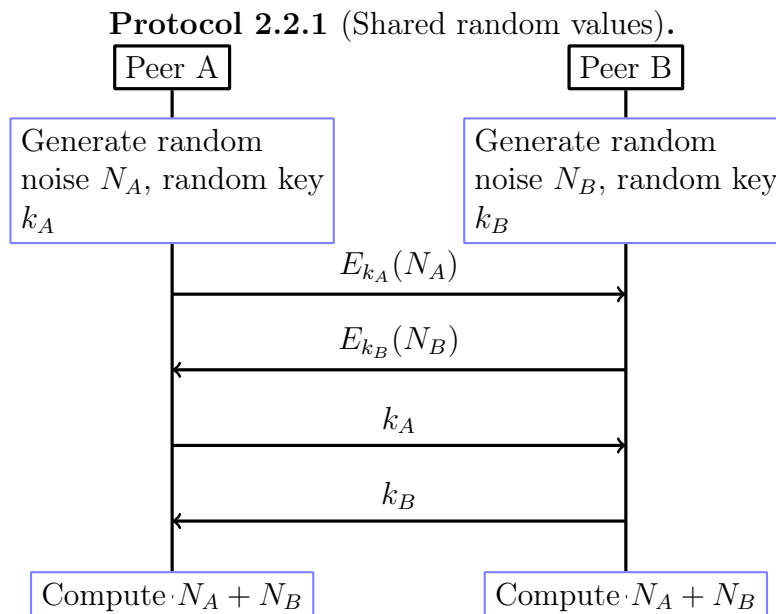 Protocol 2.2.1 (Shared random values).
Peer A
Peer B
Generate random
noise N_A, random key
k_A
Generate random
noise N_B, random key
k_B
E_{k_A}(N_A)
E_{k_B}(N_B)
k_A
k_B
Compute N_A + N_B
Compute N_A + N_B